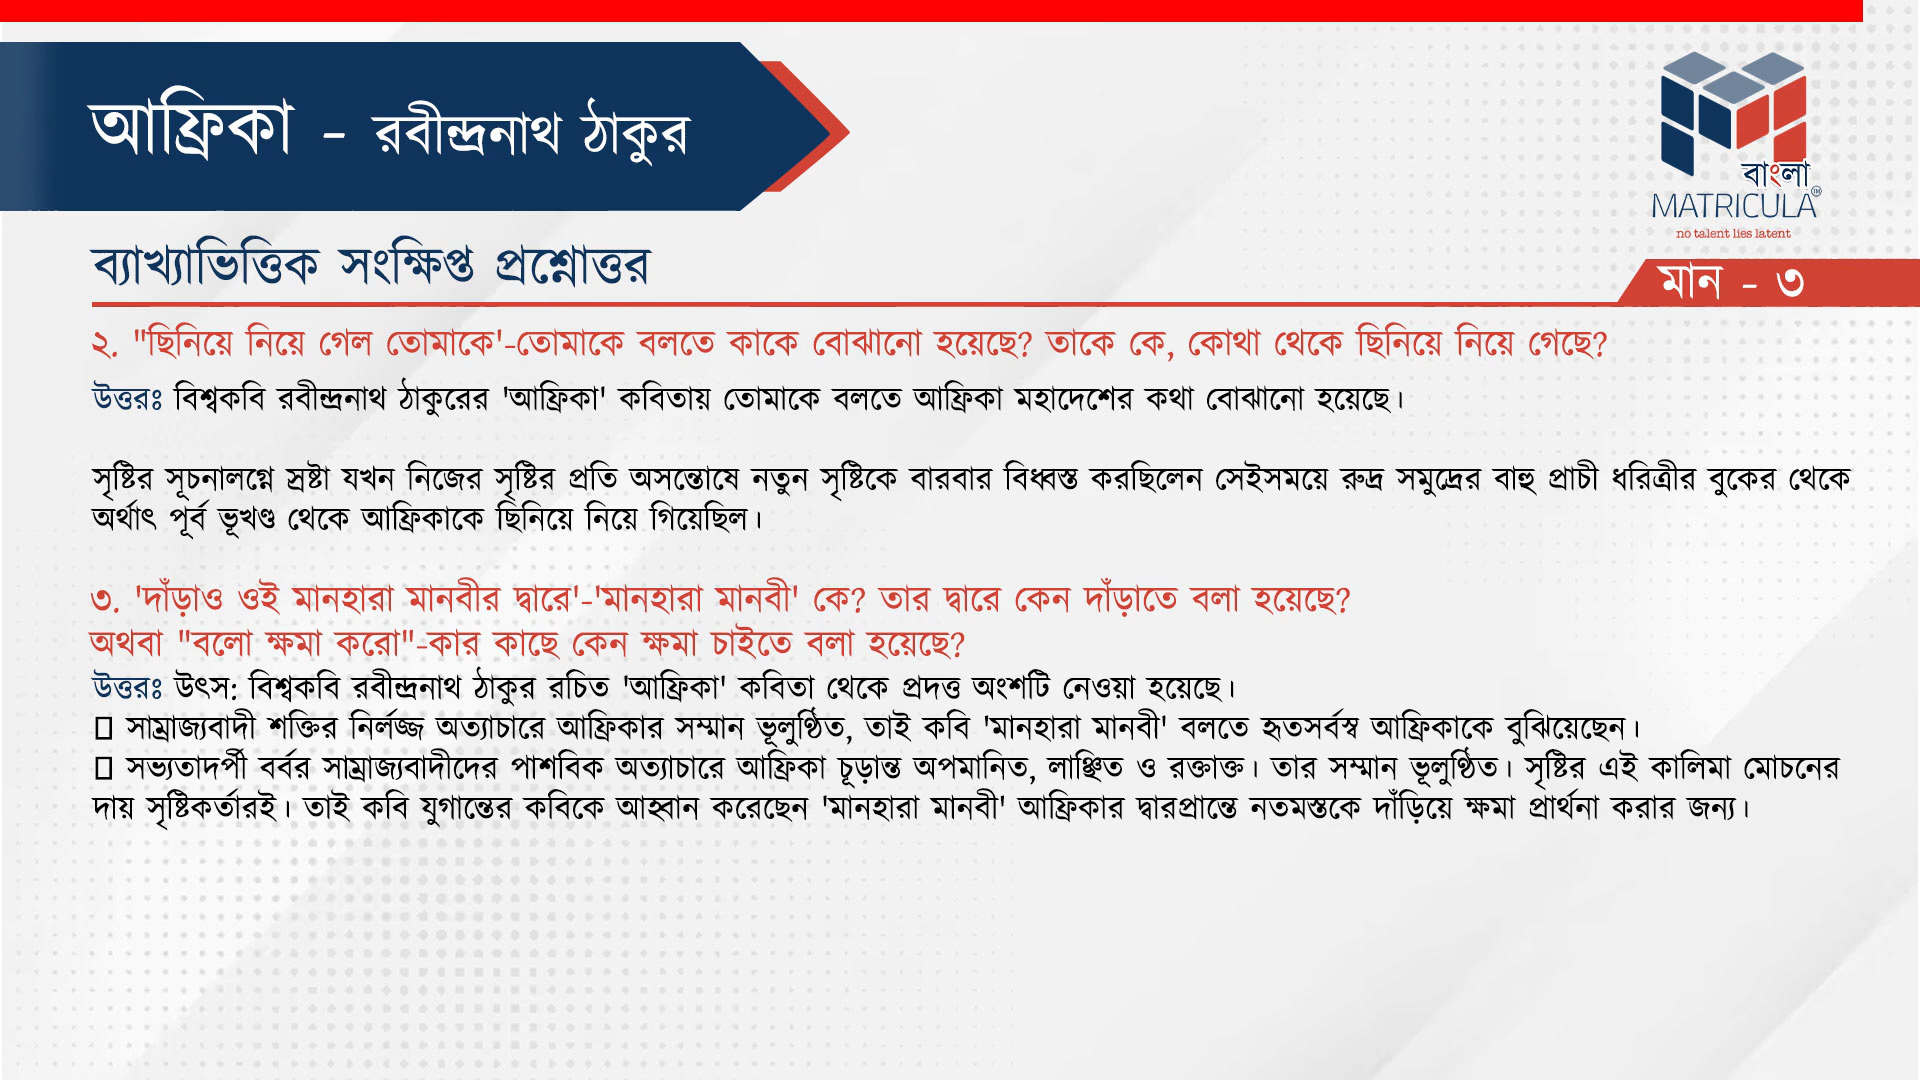 আফ্রিকা - রবীন্দ্রনাথ ঠাকুর
বাংলা
MATRICULA
TM
no talent lies latent
ব্যাখ্যাভিত্তিক সংক্ষিপ্ত প্রশ্নোত্তর
মান - ৩
২. "ছিনিয়ে নিয়ে গেল তোমাকে'-তোমাকে বলতে কাকে বোঝানো হয়েছে? তাকে কে, কোথা থেকে ছিনিয়ে নিয়ে গেছে?
উত্তরঃ বিশ্বকবি রবীন্দ্রনাথ ঠাকুরের 'আফ্রিকা' কবিতায় তোমাকে বলতে আফ্রিকা মহাদেশের কথা বোঝানো হয়েছে।
সৃষ্টির সূচনালগ্নে স্রষ্টা যখন নিজের সৃষ্টির প্রতি অসন্তোষে নতুন সৃষ্টিকে বারবার বিধ্বস্ত করছিলেন সেইসময়ে রুদ্র সমুদ্রের বাহু প্রাচী ধরিত্রীর বুকের থেকে
অর্থাৎ পূর্ব ভূখণ্ড থেকে আফ্রিকাকে ছিনিয়ে নিয়ে গিয়েছিল।
৩. 'দাঁড়াও ওই মানহারা মানবীর দ্বারে'-'মানহারা মানবী' কে? তার দ্বারে কেন দাঁড়াতে বলা হয়েছে?
অথবা "বলো ক্ষমা করো"-কার কাছে কেন ক্ষমা চাইতে বলা হয়েছে?
উত্তরঃ উৎস: বিশ্বকবি রবীন্দ্রনাথ ঠাকুর রচিত 'আফ্রিকা' কবিতা থেকে প্রদত্ত অংশটি নেওয়া হয়েছে।
▯ সাম্রাজ্যবাদী শক্তির নির্লজ্জ অত্যাচারে আফ্রিকার সম্মান ভূলুণ্ঠিত, তাই কবি 'মানহারা মানবী' বলতে হৃতসর্বস্ব আফ্রিকাকে বুঝিয়েছেন।
▯ সভ্যতাদর্পী বর্বর সাম্রাজ্যবাদীদের পাশবিক অত্যাচারে আফ্রিকা চূড়ান্ত অপমানিত, লাঞ্ছিত ও রক্তাক্ত। তার সম্মান ভূলুণ্ঠিত। সৃষ্টির এই কালিমা মোচনের
দায় সৃষ্টিকর্তারই। তাই কবি যুগান্তের কবিকে আহ্বান করেছেন 'মানহারা মানবী' আফ্রিকার দ্বারপ্রান্তে নতমস্তকে দাঁড়িয়ে ক্ষমা প্রার্থনা করার জন্য।